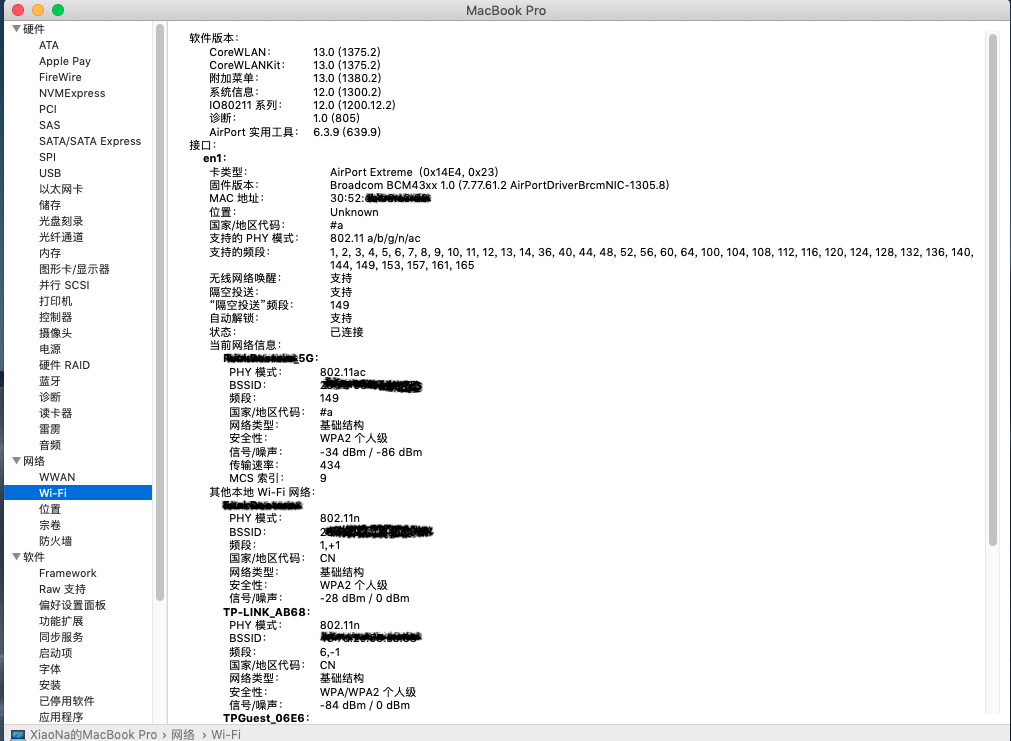 MacBook Pro
硬件
ATA
Apple Pay
FireWire
NVMExpress
PCI
SAS
SATA/SATA Express
SPI
USB
以太网卡
储存
光盘刻录
光纤通道
内存
图形卡/显示器
并行 SCSI
打印机
控制器
摄像头
电源
硬件 RAID
蓝牙
诊断
读卡器
雷雳
音频
网络
WWAN
Wi-Fi
位置
宗卷
防火墙
软件
Framework
Raw 支持
偏好设置面板
功能扩展
同步服务
启动项
字体
安装
已停用软件
应用程序
软件版本：
CoreWLAN： 13.0 (1375.2)
CoreWLANKit： 13.0 (1375.2)
附加菜单： 13.0 (1380.2)
系统信息： 12.0 (1300.2)
IO80211 系列： 12.0 (1200.12.2)
诊断： 1.0 (805)
AirPort 实用工具： 6.3.9 (639.9)
接口：
en1：
卡类型： AirPort Extreme (0x14E4, 0x23)
固件版本： Broadcom BCM43xx 1.0 (7.77.61.2 AirPortDriverBrcmNIC-1305.8)
MAC 地址： 30:52:
位置： Unknown
国家/地区代码： #a
支持的 PHY 模式： 802.11 a/b/g/n/ac
支持的频段： 1, 2, 3, 4, 5, 6, 7, 8, 9, 10, 11, 12, 13, 14, 36, 40, 44, 48, 52, 56, 60, 64, 100, 104, 108, 112, 116, 120, 124, 128, 132, 136, 140,
144, 149, 153, 157, 161, 165
无线网络唤醒： 支持
隔空投送： 支持
“隔空投送”频段： 149
自动解锁： 支持
状态： 已连接
当前网络信息：
_5G：
PHY 模式： 802.11ac
BSSID：
频段： 149
国家/地区代码： #a
网络类型： 基础结构
安全性： WPA2 个人级
信号/噪声： -34 dBm / -86 dBm
传输速率： 434
MCS 索引： 9
其他本地 Wi-Fi 网络：
PHY 模式： 802.11n
BSSID：
频段： 1,+1
国家/地区代码： CN
网络类型： 基础结构
安全性： WPA2 个人级
信号/噪声： -28 dBm / 0 dBm
TP-LINK_AB68：
PHY 模式： 802.11n
BSSID：
频段： 6,-1
国家/地区代码： CN
网络类型： 基础结构
安全性： WPA/WPA2 个人级
信号/噪声： -84 dBm / 0 dBm
TPGuest_06E6：
XiaoNa的MacBook Pro › 网络 › Wi-Fi